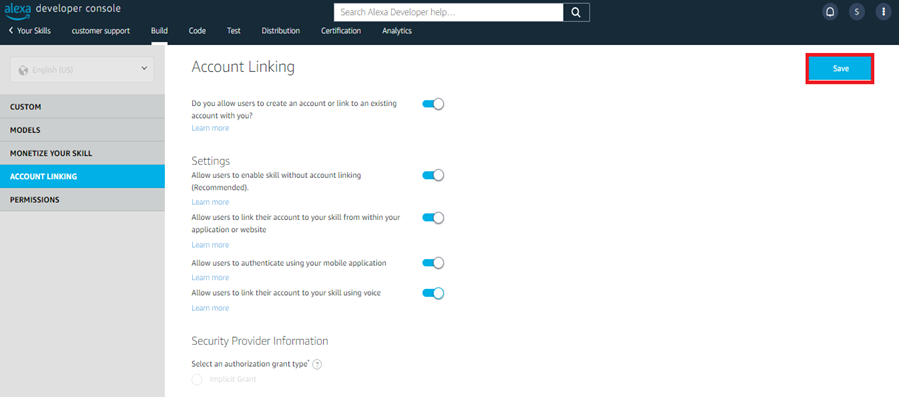 alexa developer console
Search Alexa Developer help...
S
Your Skills customer support Build Code Test Distribution Certification Analytics
English (US)
CUSTOM
MODELS
MONETIZE YOUR SKILL
ACCOUNT LINKING
PERMISSIONS
Account Linking
Save
Do you allow users to create an account or link to an existing
account with you?
Learn more
Settings
Allow users to enable skill without account linking
(Recommended).
Learn more
Allow users to link their account to your skill from within your
application or website
Learn more
Allow users to authenticate using your mobile application
Learn more
Allow users to link their account to your skill using voice
Learn more
Security Provider Information
Select an authorization grant type* ?
Implicit Grant